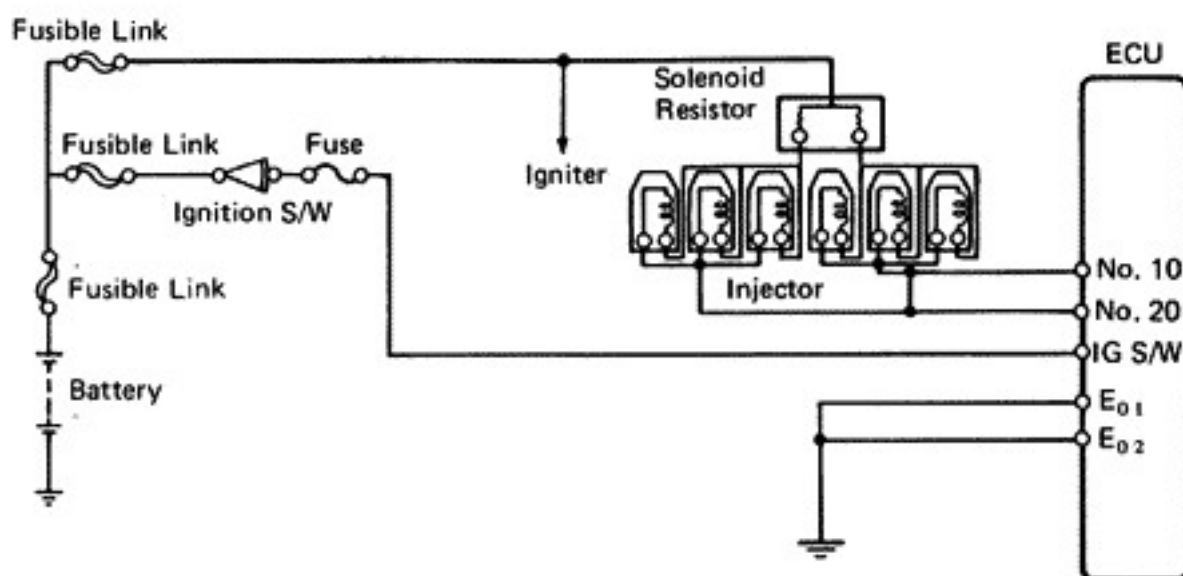 Fusible Link
ECU
Solenoid
Resistor
Fusible Link
Fuse
Igniter
Ignition S/W
Fusible Link
Injector
No. 10
No. 20
IG S/W
Battery
E01
E02